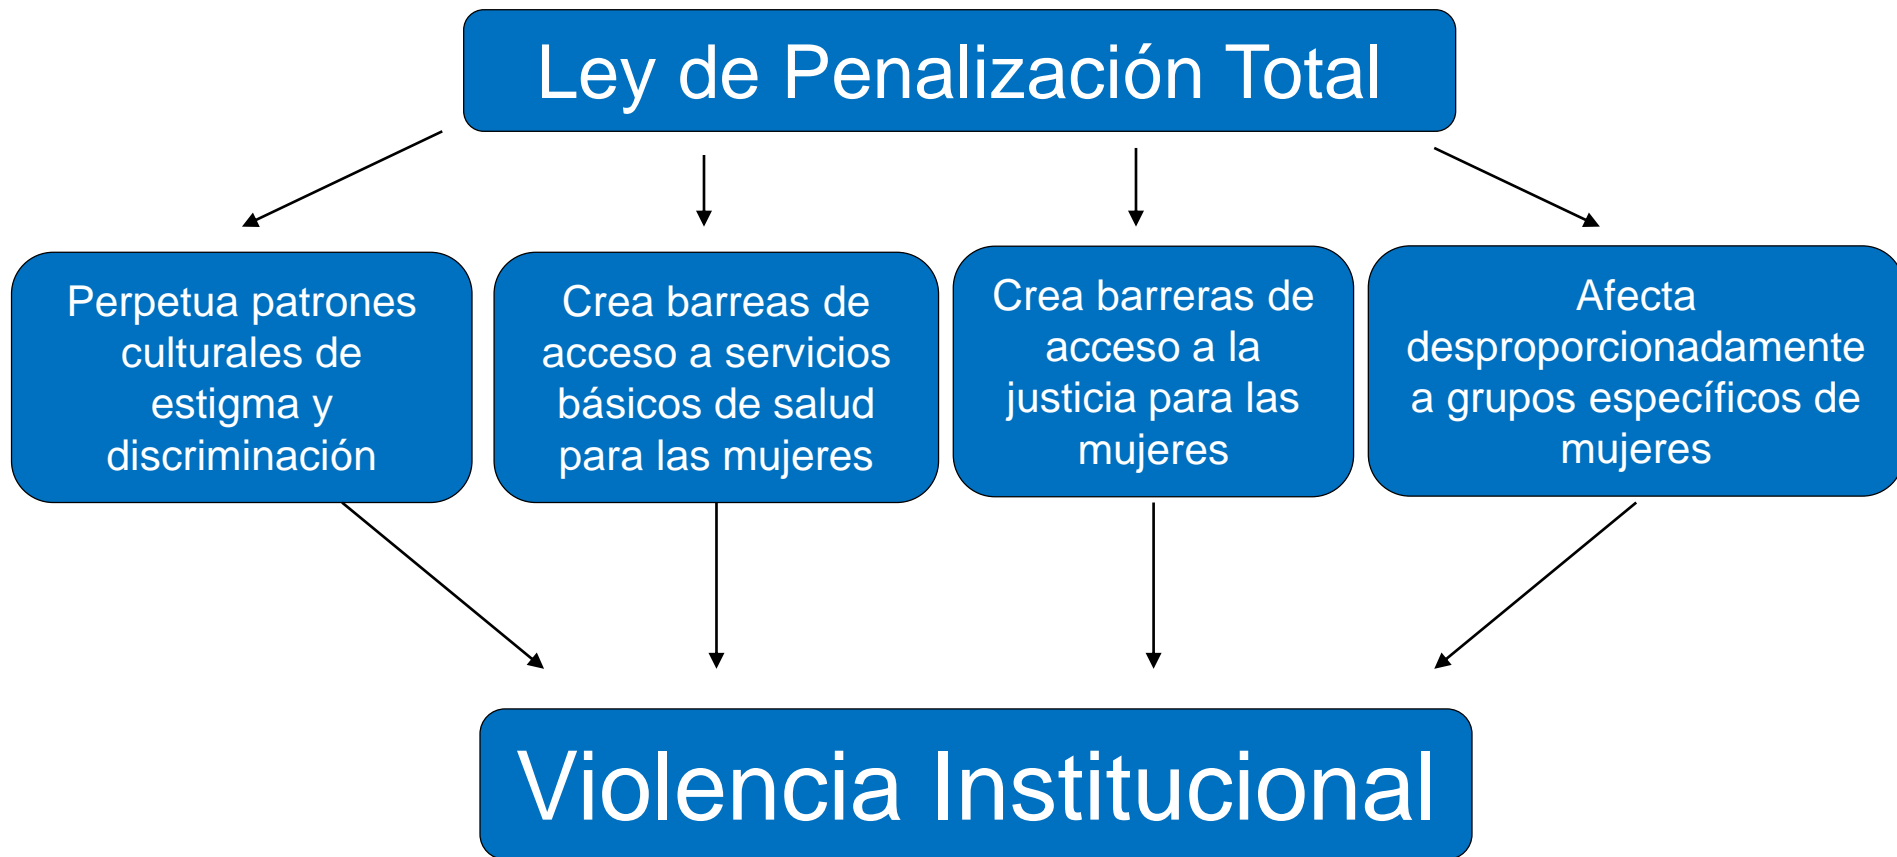 Ley de Penalización Total
Perpetua patrones
culturales de
estigma y
discriminación
Crea barreas de
acceso a servicios
básicos de salud
para las mujeres
Crea barreras de
acceso a la
justicia para las
mujeres
Afecta
desproporcionadamente
a grupos específicos de
mujeres
Violencia Institucional